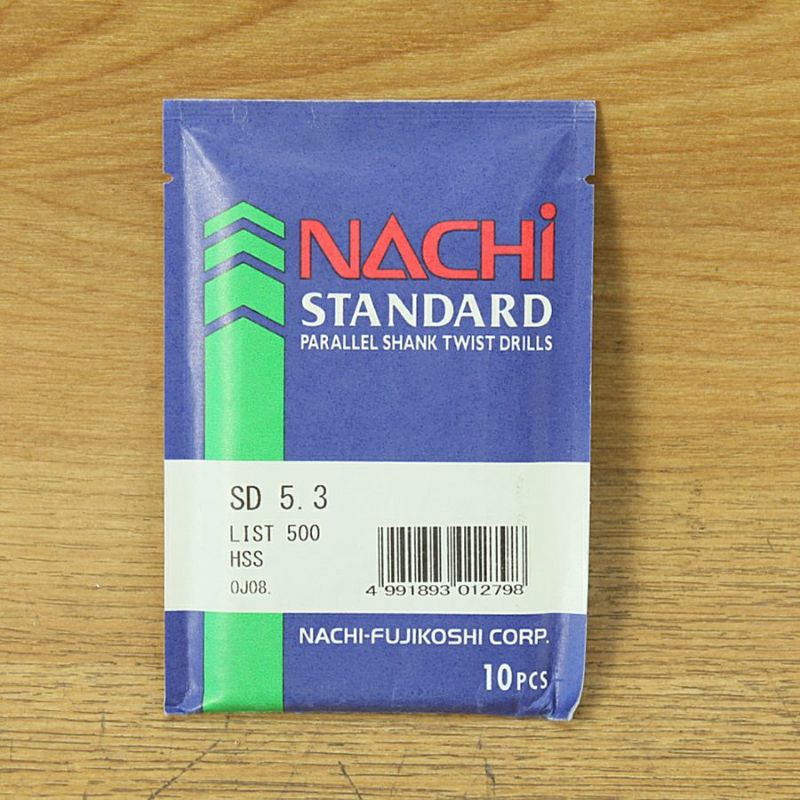 NACHi
STANDARD
PARALLEL SHANK TWIST DRILLS
SD 5.3
LIST 500
HSS
0J08.
4 991893 012798
NACHI-FUJIKOSHI CORP.
10PCS